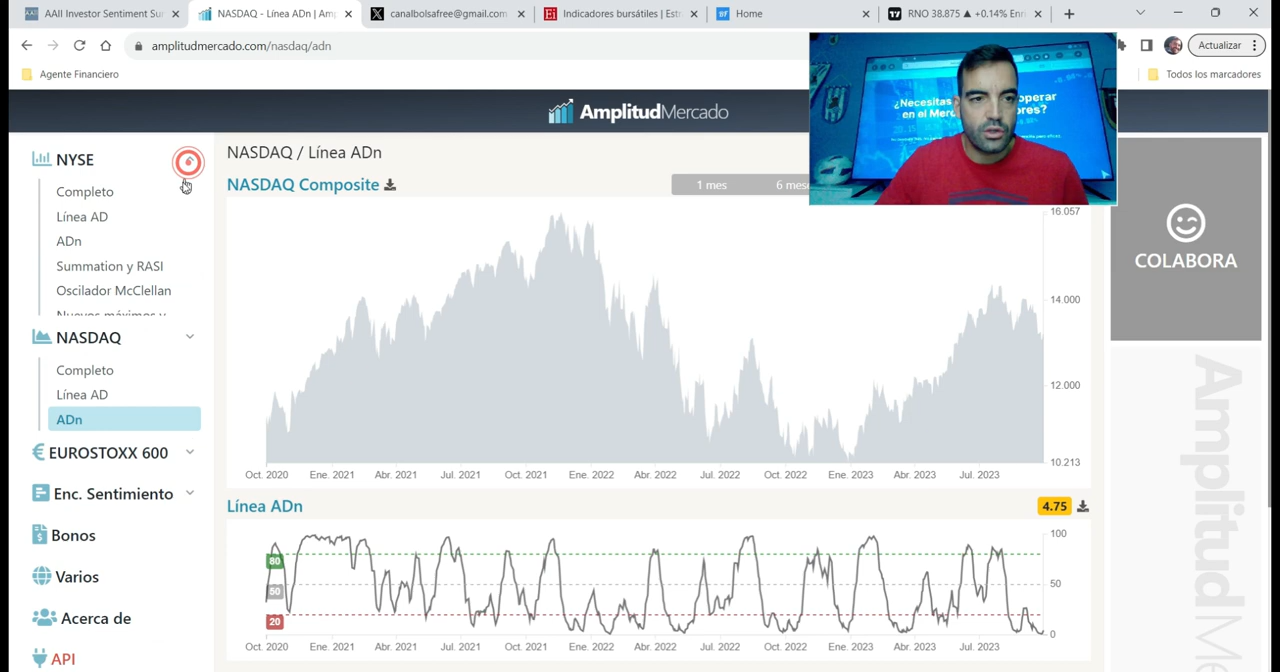 AAII Investor Sentiment Su
NASDAQ - Línea ADn | Am
canalbolsafree@gmail.com
Indicadores bursátiles | Est
Home
RNO 38.875 ▲ +0.14% En
amplitudmercado.com/nasdaq/adn
Actualizar
Agente Financiero
Todos los marcadores
AmplitudMercado
¿Necesitas
operar
en el Mer
ores?
NYSE
Completo
Línea AD
ADn
Summation y RASI
Oscilador McClellan
Nuevos máximos y
NASDAQ
Completo
Línea AD
ADn
EUROSTOXX 600
Enc. Sentimiento
Bonos
Varios
Acerca de
API
NASDAQ / Línea ADn
NASDAQ Composite
1 mes
6 mese
16.057
14.000
12.000
10.213
Oct. 2020
Ene. 2021
Abr. 2021
Jul. 2021
Oct. 2021
Ene. 2022
Abr. 2022
Jul. 2022
Oct. 2022
Ene. 2023
Abr. 2023
Jul. 2023
Línea ADn
4.75
100
80
50
50
20
0
Oct. 2020
Ene. 2021
Abr. 2021
Jul. 2021
Oct. 2021
Ene. 2022
Abr. 2022
Jul. 2022
Oct. 2022
Ene. 2023
Abr. 2023
Jul. 2023
COLABORA
AmplitudMe